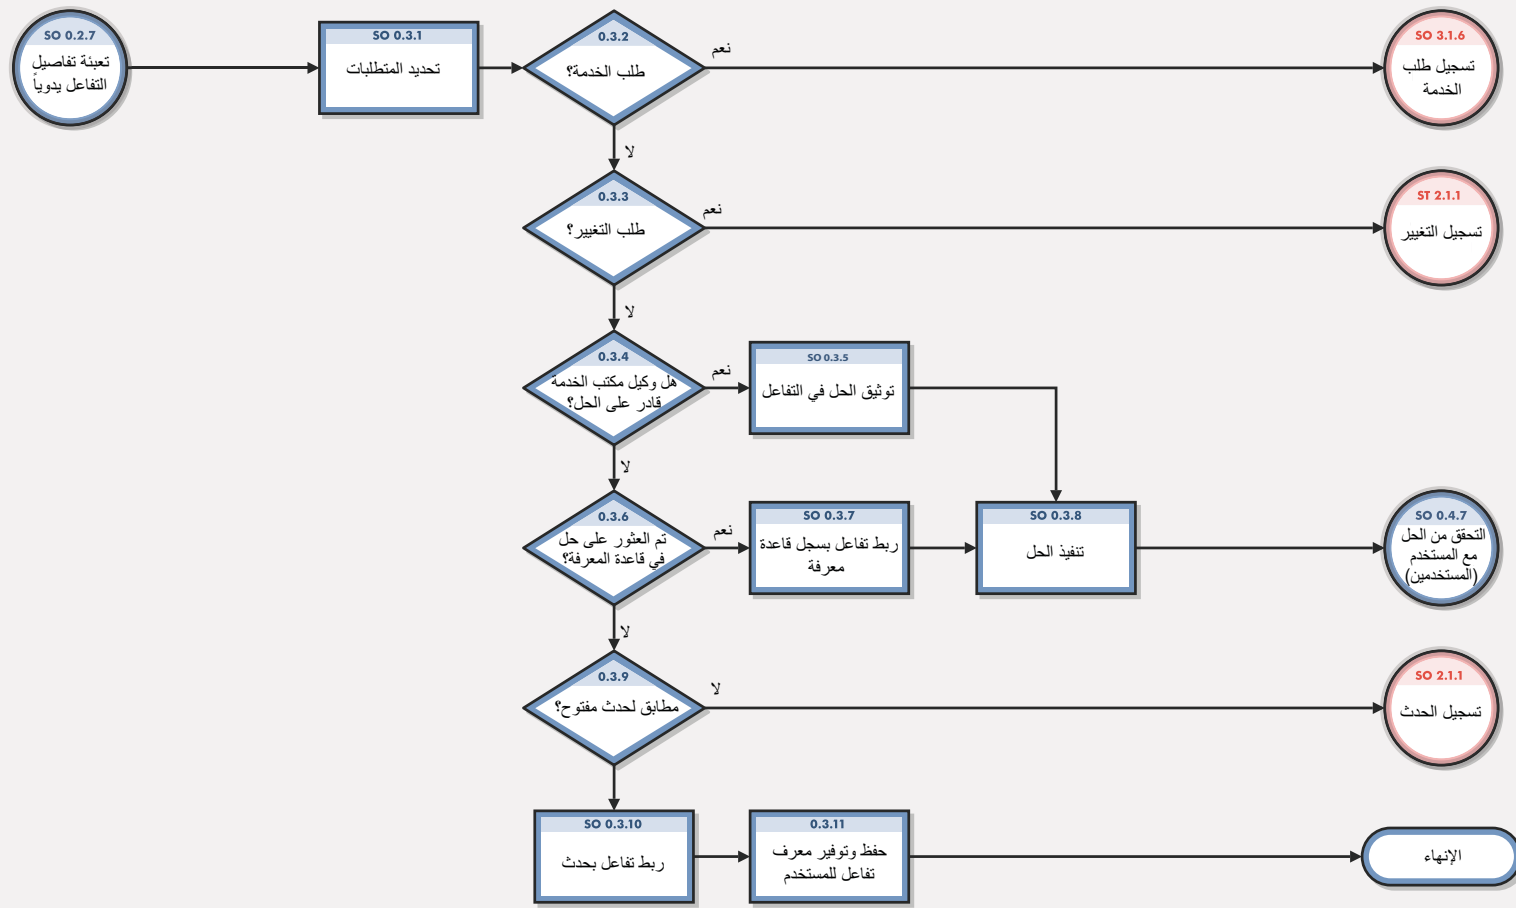 SO 0.2.7
تعبئة تفاصيل
التفاعل يدوياً
SO 0.3.1
تحديد المتطلبات
0.3.2
طلب الخدمة؟
نعم
SO 3.1.6
تسجيل طلب
الخدمة
لا
0.3.3
طلب التغيير؟
نعم
ST 2.1.1
تسجيل التغيير
لا
0.3.4
هل وكيل مكتب الخدمة
قادر على الحل؟
نعم
SO 0.3.5
توثيق الحل في التفاعل
لا
0.3.6
تم العثور على حل
في قاعدة المعرفة؟
نعم
SO 0.3.7
ربط تفاعل بسجل قاعدة
معرفة
SO 0.3.8
تنفيذ الحل
SO 0.4.7
التحقق من الحل
مع المستخدم
(المستخدمين)
لا
0.3.9
مطابق لحدث مفتوح؟
لا
SO 2.1.1
تسجيل الحدث
SO 0.3.10
ربط تفاعل بحدث
0.3.11
حفظ وتوفير معرف
تفاعل للمستخدم
الإنهاء